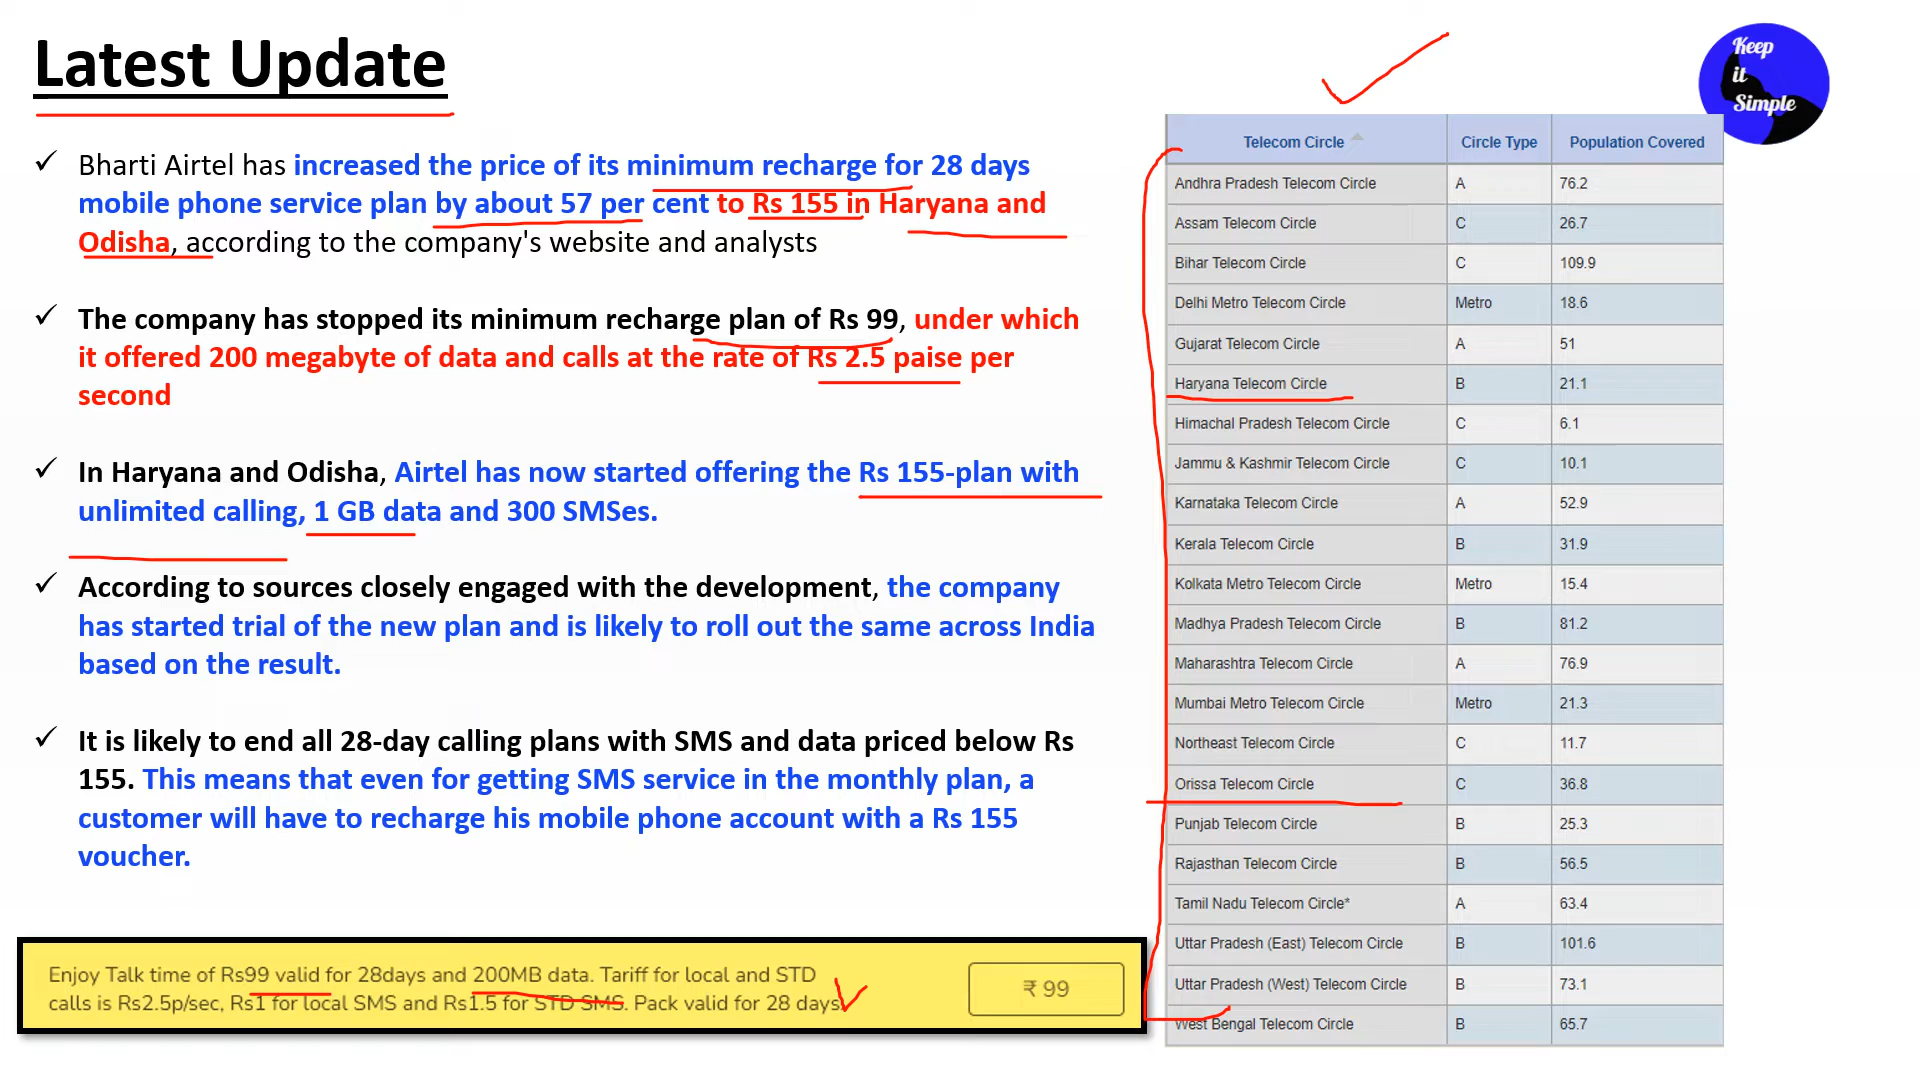 Latest Update
Keep
it
Simple
✓ Bharti Airtel has increased the price of its minimum recharge for 28 days
mobile phone service plan by about 57 per cent to Rs 155 in Haryana and
Odisha, according to the company's website and analysts
✓ The company has stopped its minimum recharge plan of Rs 99, under which
it offered 200 megabyte of data and calls at the rate of Rs 2.5 paise per
second
✓ In Haryana and Odisha, Airtel has now started offering the Rs 155-plan with
unlimited calling, 1 GB data and 300 SMSes.
✓ According to sources closely engaged with the development, the company
has started trial of the new plan and is likely to roll out the same across India
based on the result.
✓ It is likely to end all 28-day calling plans with SMS and data priced below Rs
155. This means that even for getting SMS service in the monthly plan, a
customer will have to recharge his mobile phone account with a Rs 155
voucher.
Enjoy Talk time of Rs99 valid for 28days and 200MB data. Tariff for local and STD
calls is Rs2.5p/sec, Rs1 for local SMS and Rs1.5 for STD SMS. Pack valid for 28 days.
₹ 99
Telecom Circle Circle Type Population Covered
Andhra Pradesh Telecom Circle A 76.2
Assam Telecom Circle C 26.7
Bihar Telecom Circle C 109.9
Delhi Metro Telecom Circle Metro 18.6
Gujarat Telecom Circle A 51
Haryana Telecom Circle B 21.1
Himachal Pradesh Telecom Circle C 6.1
Jammu & Kashmir Telecom Circle C 10.1
Karnataka Telecom Circle A 52.9
Kerala Telecom Circle B 31.9
Kolkata Metro Telecom Circle Metro 15.4
Madhya Pradesh Telecom Circle B 81.2
Maharashtra Telecom Circle A 76.9
Mumbai Metro Telecom Circle Metro 21.3
Northeast Telecom Circle C 11.7
Orissa Telecom Circle C 36.8
Punjab Telecom Circle B 25.3
Rajasthan Telecom Circle B 56.5
Tamil Nadu Telecom Circle* A 63.4
Uttar Pradesh (East) Telecom Circle B 101.6
Uttar Pradesh (West) Telecom Circle B 73.1
West Bengal Telecom Circle B 65.7